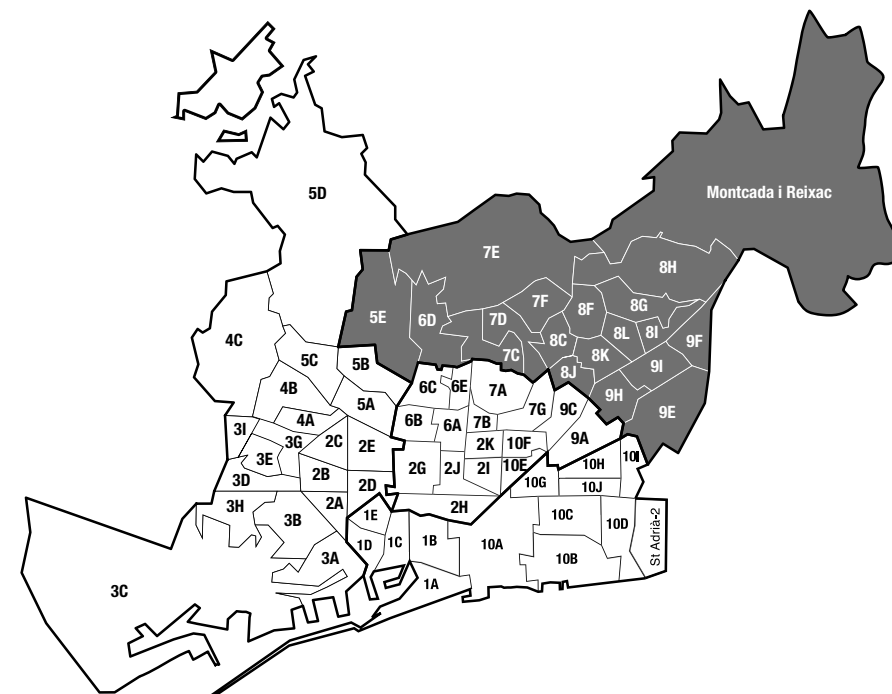 5D
Montcada i Reixac
7E
8H
5E
6D
7F
8F
8G
7D
8L
8I
4C
8C
9F
5C
5B
7C
8K
9I
8J
4B
6C
6E
7A
9H
5A
7G
9C
9E
4A
6B
6A
7B
3I
3G
2C
2E
2K
10F
9A
3E
2G
2J
2I
10E
10H
10I
3D
2B
2D
10G
10J
3H
2A
2H
3B
1E
10C
10D
1D
1C
1B
10A
St Adrià-2
3A
10B
3C
1A